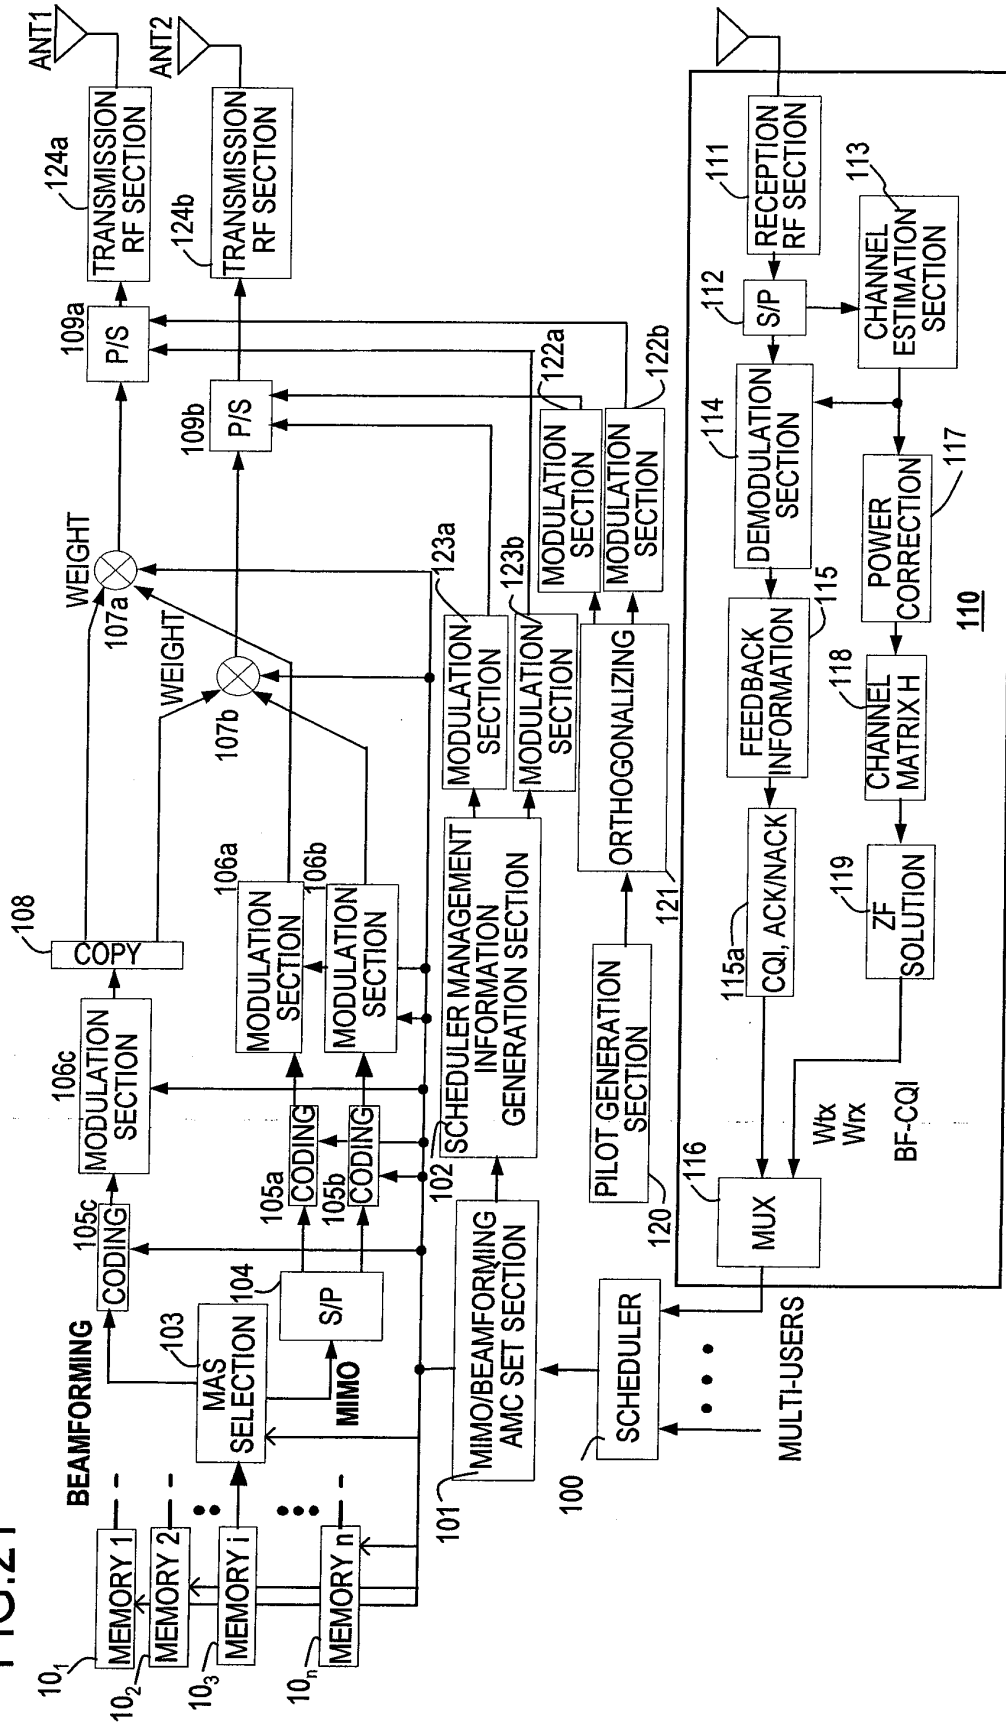 FIG.21
10₁
MEMORY 1
10₂
MEMORY 2
10₃
MEMORY i
10ₙ
MEMORY n
BEAMFORMING
103
MAS
SELECTION
MIMO
104
S/P
105c
CODING
105a
CODING
105b
CODING
106c
MODULATION
SECTION
108
COPY
106a
MODULATION
SECTION
106b
MODULATION
SECTION
WEIGHT
107a
WEIGHT
107b
109a
P/S
109b
P/S
124a
TRANSMISSION
RF SECTION
ANT1
124b
TRANSMISSION
RF SECTION
ANT2
101
MIMO/BEAMFORMING
AMC SET SECTION
102
SCHEDULER MANAGEMENT
INFORMATION
GENERATION SECTION
123a
MODULATION
SECTION
123b
MODULATION
SECTION
100
SCHEDULER
MULTI-USERS
120
PILOT GENERATION
SECTION
121
ORTHOGONALIZING
122a
MODULATION
SECTION
122b
MODULATION
SECTION
116
MUX
115a
CQI, ACK/NACK
115
FEEDBACK
INFORMATION
114
DEMODULATION
SECTION
112
S/P
111
RECEPTION
RF SECTION
113
CHANNEL
ESTIMATION
SECTION
Wtx
Wrx
BF-CQI
119
ZF
SOLUTION
118
CHANNEL
MATRIX H
117
POWER
CORRECTION
110